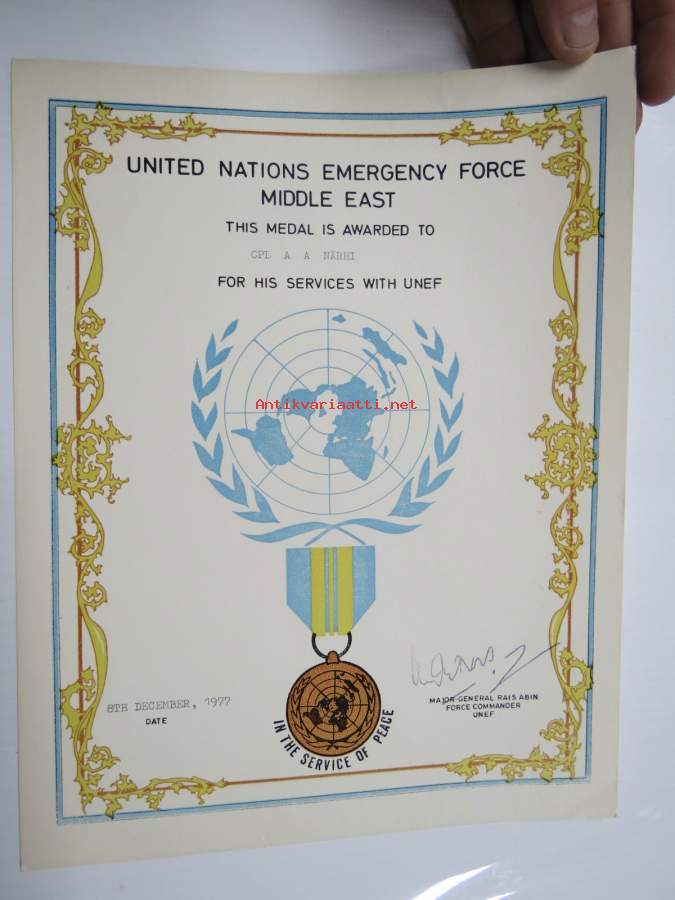 UNITED NATIONS EMERGENCY FORCE
MIDDLE EAST
THIS MEDAL IS AWARDED TO
CPL A A NÄRHI
FOR HIS SERVICES WITH UNEF
Antikvariaatti.net
8TH DECEMBER, 1977
DATE
MAJOR-GENERAL RAIS ABIN
FORCE COMMANDER
UNEF
IN THE SERVICE OF PEACE